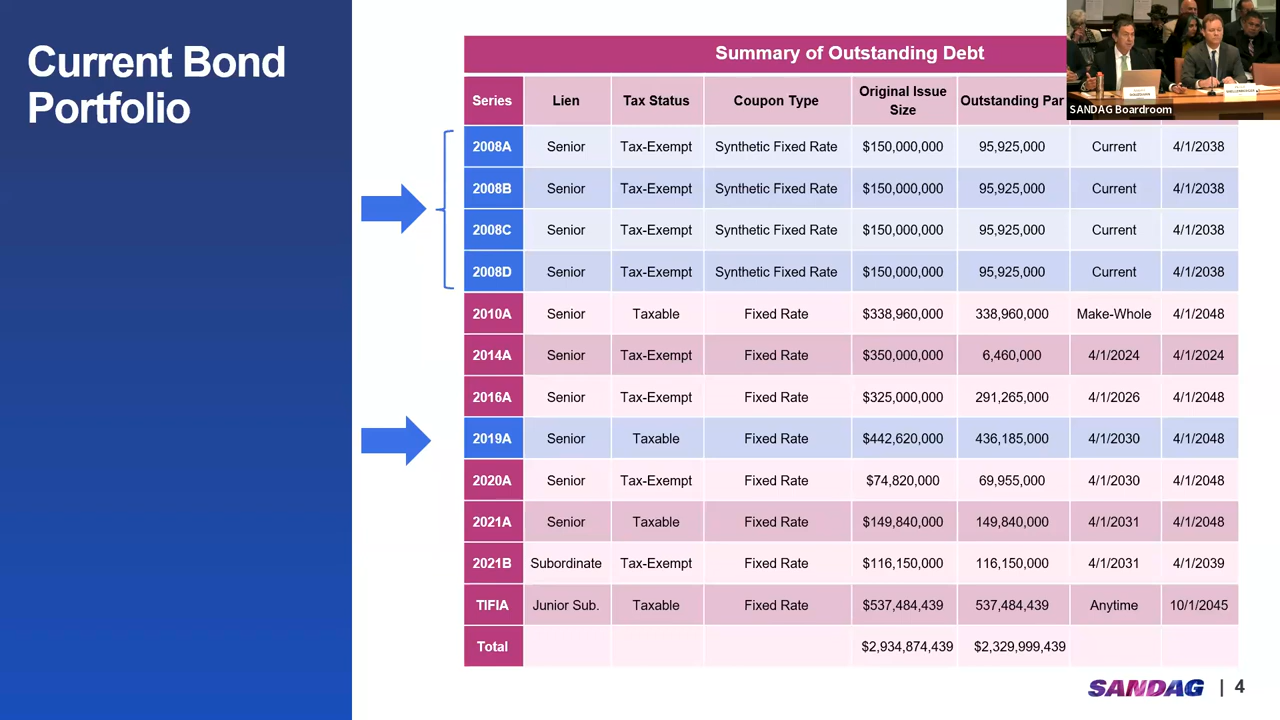 Current Bond
Portfolio
Summary of Outstanding Debt
Series Lien Tax Status Coupon Type Original Issue Size Outstanding Par
2008A Senior Tax-Exempt Synthetic Fixed Rate $150,000,000 95,925,000 Current 4/1/2038
2008B Senior Tax-Exempt Synthetic Fixed Rate $150,000,000 95,925,000 Current 4/1/2038
2008C Senior Tax-Exempt Synthetic Fixed Rate $150,000,000 95,925,000 Current 4/1/2038
2008D Senior Tax-Exempt Synthetic Fixed Rate $150,000,000 95,925,000 Current 4/1/2038
2010A Senior Taxable Fixed Rate $338,960,000 338,960,000 Make-Whole 4/1/2048
2014A Senior Tax-Exempt Fixed Rate $350,000,000 6,460,000 4/1/2024 4/1/2024
2016A Senior Tax-Exempt Fixed Rate $325,000,000 291,265,000 4/1/2026 4/1/2048
2019A Senior Taxable Fixed Rate $442,620,000 436,185,000 4/1/2030 4/1/2048
2020A Senior Tax-Exempt Fixed Rate $74,820,000 69,955,000 4/1/2030 4/1/2048
2021A Senior Taxable Fixed Rate $149,840,000 149,840,000 4/1/2031 4/1/2048
2021B Subordinate Tax-Exempt Fixed Rate $116,150,000 116,150,000 4/1/2031 4/1/2039
TIFIA Junior Sub. Taxable Fixed Rate $537,484,439 537,484,439 Anytime 10/1/2045
Total $2,934,874,439 $2,329,999,439
SANDAG Boardroom
SANDAG | 4